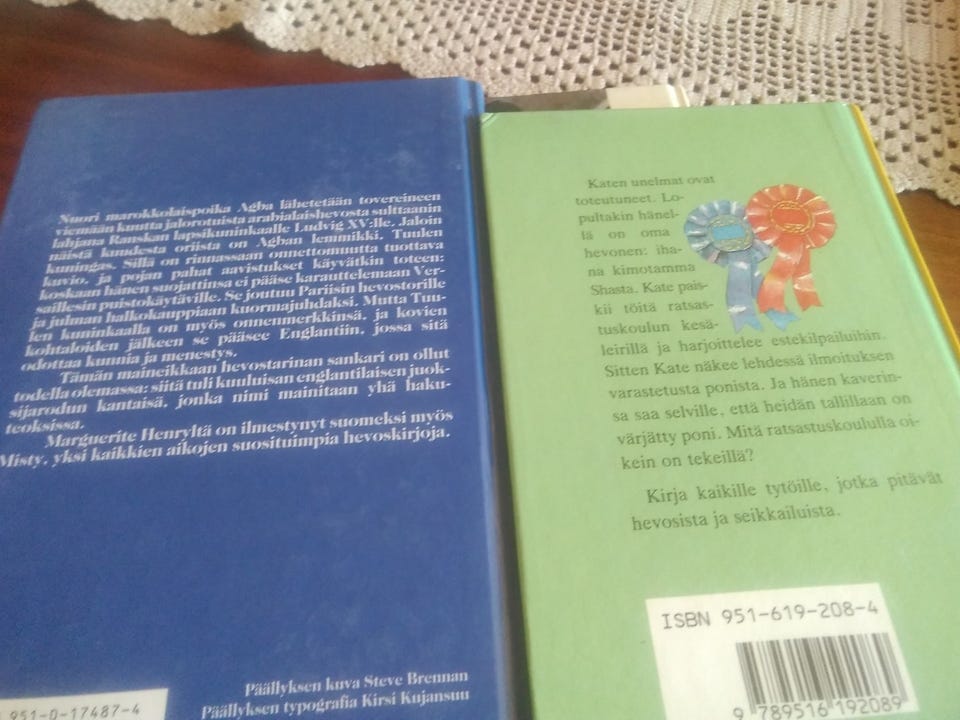 Nuori marokkolaispoika Agba lähetetään tovereineen
viemään kuutta jalorotuista arabialaishevosta sulttaanin
lahjana Ranskan lapsikuninkaalle Ludvig XV:lle. Jaloin
näistä kuudesta oriista on Agban lemmikki, Tuulen
kuningas. Sillä on rinnassaan onnettomuutta tuottava
kuvio, ja pojan pahat aavistukset käyvätkin toteen:
koskaan hänen suojattinsa ei pääse karauttelemaan Ver-
saillesin puistokäytäville. Se joutuu Pariisin hevostorille
ja julman halkokauppiaan kuormajuhdaksi. Mutta Tuu-
len kuninkaalla on myös onnenmerkkinsä, ja kovien
kohtaloiden jälkeen se pääsee Englantiin, jossa sitä
odottaa kunnia ja menestys.
Tämän maineikkaan hevostarinan sankari on ollut
todella olemassa: siitä tuli kuuluisan englantilaisen juok-
sijarodun kantaisä, jonka nimi mainitaan yhä haku-
teoksissa.
Marguerite Henryltä on ilmestynyt suomeksi myös
Misty, yksi kaikkien aikojen suosituimpia hevoskirjoja.
Päällyksen kuva Steve Brennan
Päällyksen typografia Kirsi Kujansuu
951-0-17487-4
Katen unelmat ovat
toteutuneet. Lo-
pultakin hänel-
lä on oma
hevonen: iha-
na kimotamma
Shasta. Kate pais-
kii töitä ratsas-
tuskoulun kesä-
leirillä ja harjoittelee estekilpailuihin.
Sitten Kate näkee lehdessä ilmoituksen
varastetusta ponista. Ja hänen kaverin-
sa saa selville, että heidän tallillaan on
värjätty poni. Mitä ratsastuskoululla oi-
kein on tekeillä?
Kirja kaikille tytöille, jotka pitävät
hevosista ja seikkailuista.
ISBN 951-619-208-4
9 789516 192089